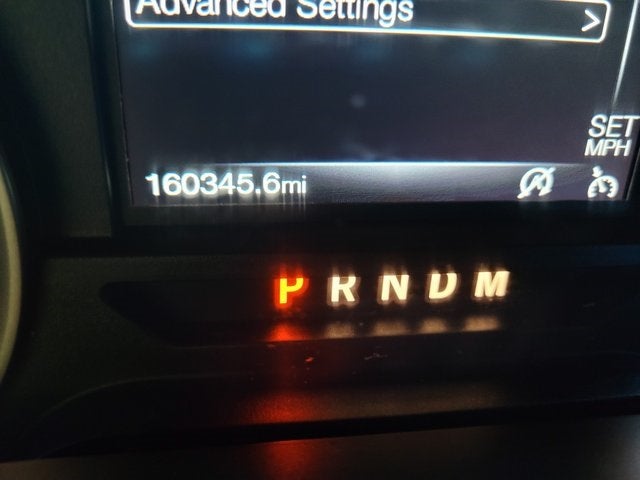 Advanced Settings >
SET
MPH
160345.6mi
P R N D M